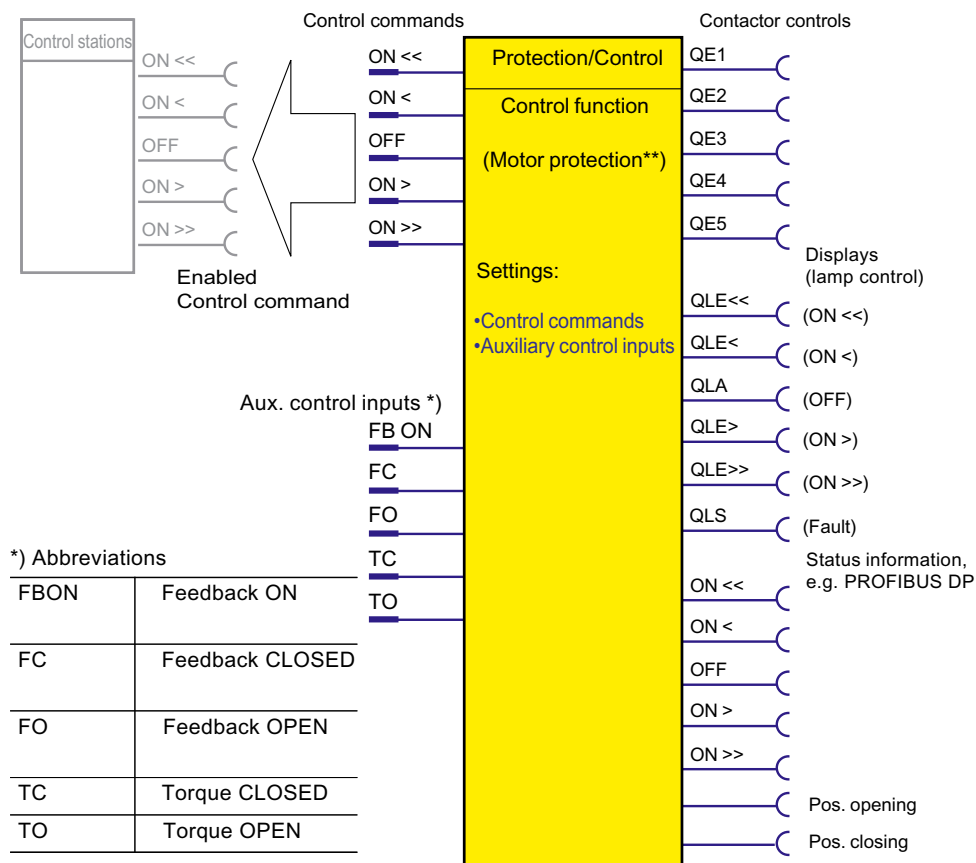 Control stations
ON <<
ON <
OFF
ON >
ON >>
Enabled
Control command
Control commands
ON <<
ON <
OFF
ON >
ON >>
Aux. control inputs *)
FB ON
FC
FO
TC
TO
*) Abbreviations
FBON Feedback ON
FC Feedback CLOSED
FO Feedback OPEN
TC Torque CLOSED
TO Torque OPEN
Protection/Control
Control function
(Motor protection**)
Settings:
•Control commands
•Auxiliary control inputs
Contactor controls
QE1
QE2
QE3
QE4
QE5
Displays
(lamp control)
QLE<< (ON <<)
QLE< (ON <)
QLA (OFF)
QLE> (ON >)
QLE>> (ON >>)
QLS (Fault)
Status information,
e.g. PROFIBUS DP
ON <<
ON <
OFF
ON >
ON >>
Pos. opening
Pos. closing